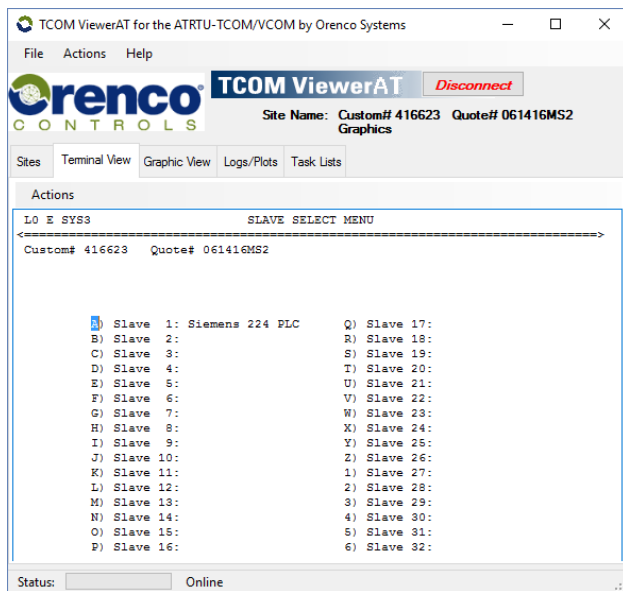 TCOM ViewerAT for the ATRTU-TCOM/VCOM by Orenco Systems
File Actions Help
Orenco CONTROLS
TCOM ViewerAT
Disconnect
Site Name: Custom# 416623 Quote# 061416MS2
Graphics
Sites Terminal View Graphic View Logs/Plots Task Lists
Actions
L0 E SYS3 SLAVE SELECT MENU
<==============================================================================>
Custom# 416623 Quote# 061416MS2
A) Slave 1: Siemens 224 PLC Q) Slave 17:
B) Slave 2: R) Slave 18:
C) Slave 3: S) Slave 19:
D) Slave 4: T) Slave 20:
E) Slave 5: U) Slave 21:
F) Slave 6: V) Slave 22:
G) Slave 7: W) Slave 23:
H) Slave 8: X) Slave 24:
I) Slave 9: Y) Slave 25:
J) Slave 10: Z) Slave 26:
K) Slave 11: 1) Slave 27:
L) Slave 12: 2) Slave 28:
M) Slave 13: 3) Slave 29:
N) Slave 14: 4) Slave 30:
O) Slave 15: 5) Slave 31:
P) Slave 16: 6) Slave 32:
Status: Online